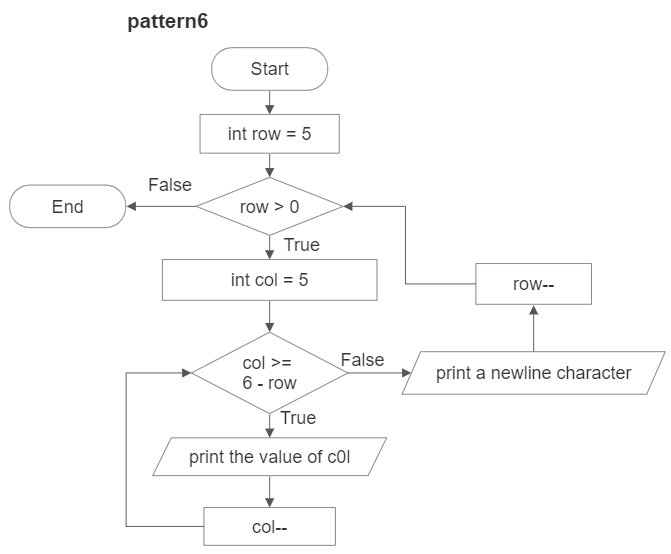 pattern6
Start
int row = 5
row > 0
False
End
True
int col = 5
col >=
6 - row
False
print a newline character
row--
True
print the value of c0l
col--